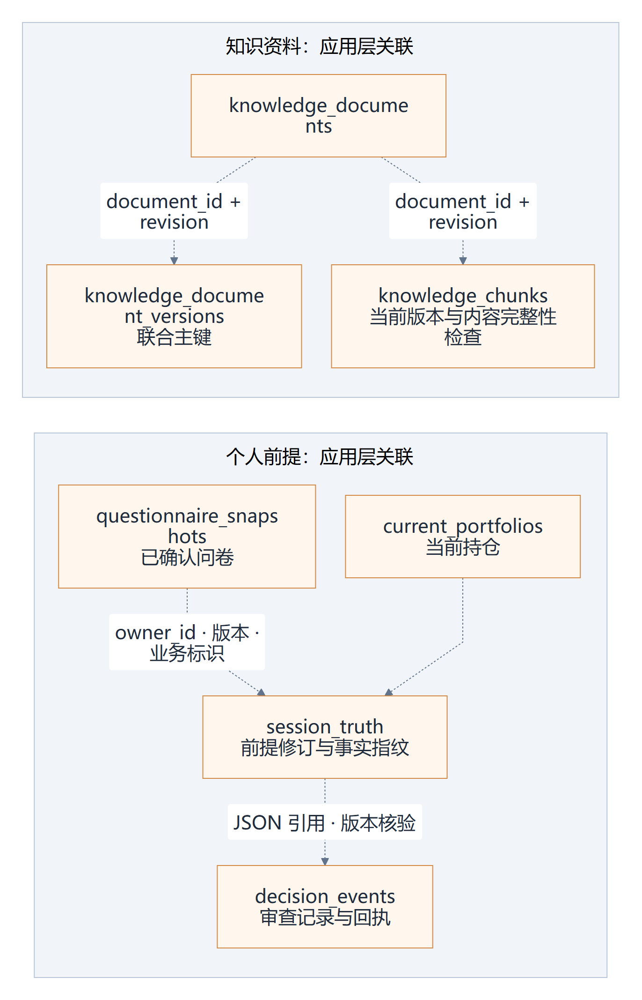 知识资料：应用层关联
knowledge_docume
nts
document_id +
revision
document_id +
revision
knowledge_docume
nt_versions
联合主键
knowledge_chunks
当前版本与内容完整性
检查
个人前提：应用层关联
questionnaire_snaps
hots
已确认问卷
current_portfolios
当前持仓
owner_id · 版本 ·
业务标识
session_truth
前提修订与事实指纹
JSON 引用 · 版本核验
decision_events
审查记录与回执